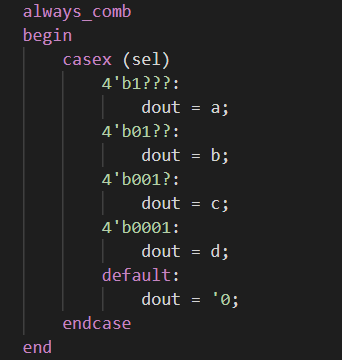 always_comb
begin
    casex (sel)
        4'b1???:
            dout = a;
        4'b01??:
            dout = b;
        4'b001?:
            dout = c;
        4'b0001:
            dout = d;
        default:
            dout = '0;
    endcase
end